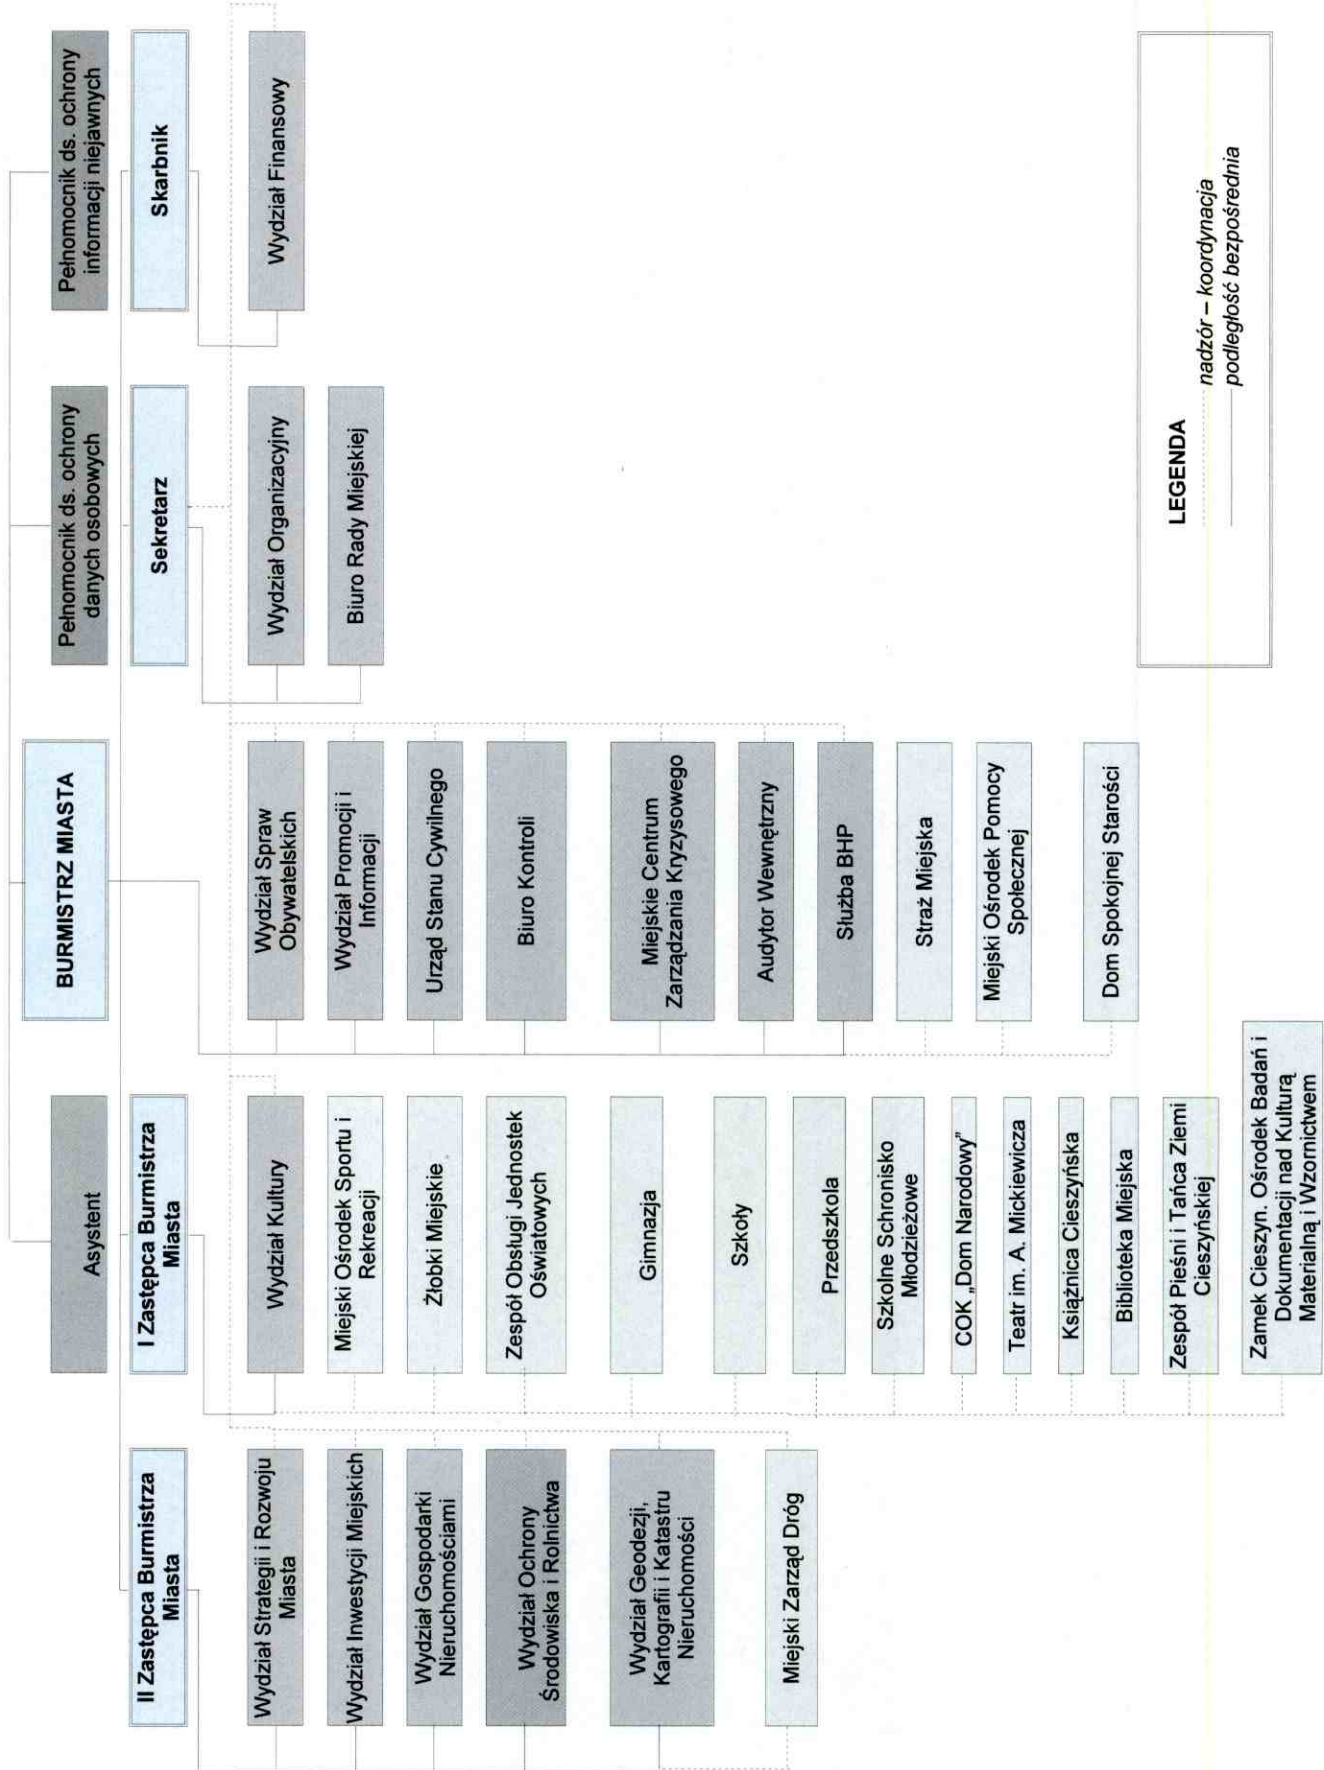 BURMISTRZ MIASTA
Asystent
Pełnomocnik ds. ochrony
danych osobowych
Pełnomocnik ds. ochrony
informacji niejawnych
II Zastępca Burmistrza
Miasta
I Zastępca Burmistrza
Miasta
Sekretarz
Skarbnik
Wydział Strategii i Rozwoju
Miasta
Wydział Inwestycji Miejskich
Wydział Gospodarki
Nieruchomościami
Wydział Ochrony
Środowiska i Rolnictwa
Wydział Geodezji,
Kartografii i Katastru
Nieruchomości
Miejski Zarząd Dróg
Wydział Kultury
Miejski Ośrodek Sportu i
Rekreacji
Żłobki Miejskie
Zespół Obsługi Jednostek
Oświatowych
Gimnazja
Szkoły
Przedszkola
Szkolne Schronisko
Młodzieżowe
COK „Dom Narodowy”
Teatr im. A. Mickiewicza
Książnica Cieszyńska
Biblioteka Miejska
Zespół Pieśni i Tańca Ziemi
Cieszyńskiej
Zamek Cieszyn. Ośrodek Badań i
Dokumentacji nad Kulturą
Materialną i Wzornictwem
Wydział Spraw
Obywatelskich
Wydział Promocji i
Informacji
Urząd Stanu Cywilnego
Biuro Kontroli
Miejskie Centrum
Zarządzania Kryzysowego
Audytor Wewnętrzny
Służba BHP
Straż Miejska
Miejski Ośrodek Pomocy
Społecznej
Dom Spokojnej Starości
Wydział Organizacyjny
Biuro Rady Miejskiej
Wydział Finansowy
LEGENDA
nadzór – koordynacja
podległość bezpośrednia